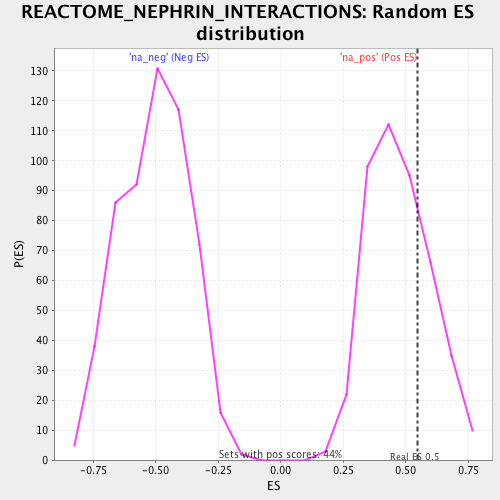 REACTOME_NEPHRIN_INTERACTIONS: Random ES
distribution
'na_neg' (Neg ES)
'na_pos' (Pos ES)
130
120
110
100
90
80
70
60
50
40
30
20
10
0
P(ES)
Sets with pos scores: 44%
Real ES 0.5
-0.75
-0.50
-0.25
0.00
0.25
0.50
0.75
ES